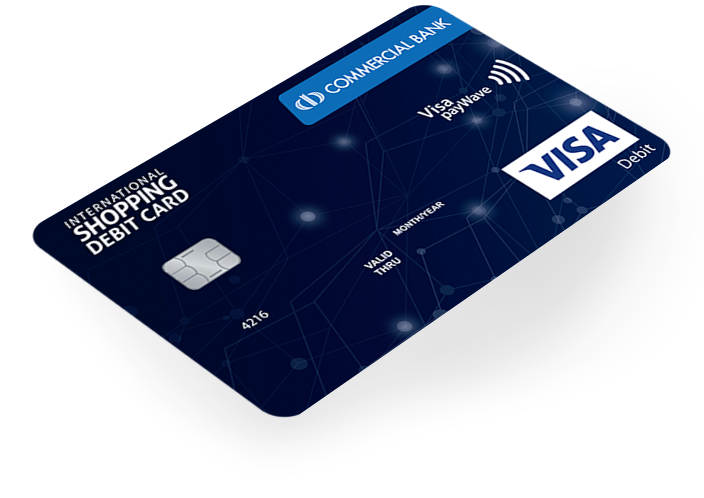 COMMERCIAL BANK
Visa
payWave
INTERNATIONAL
SHOPPING
DEBIT CARD
VISA
Debit
MONTH/YEAR
VALID
THRU
4216